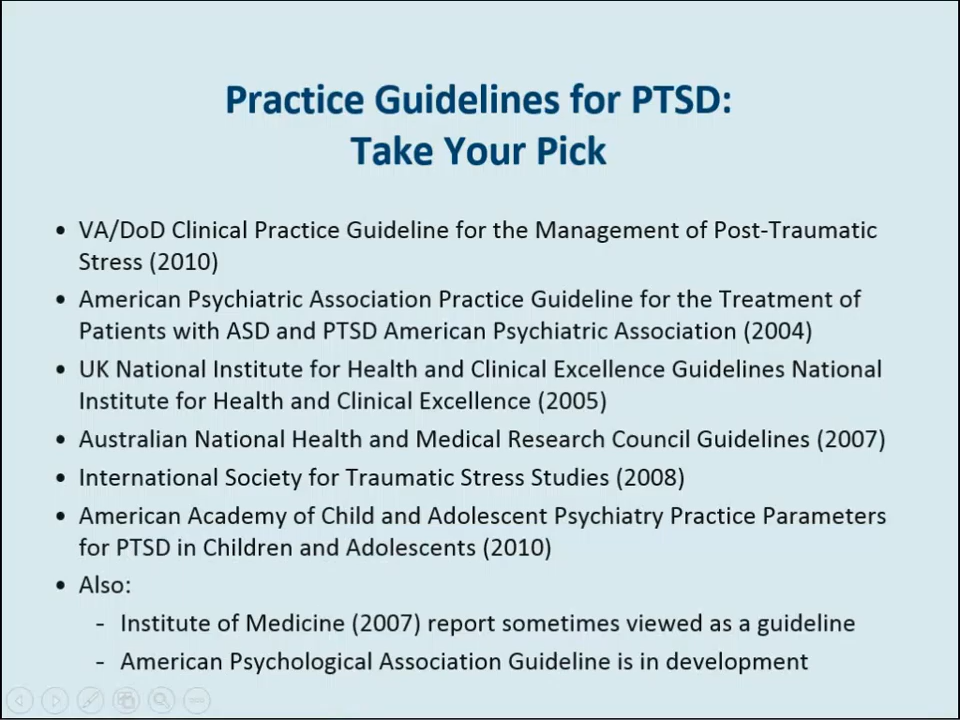 Practice Guidelines for PTSD:
Take Your Pick
• VA/DoD Clinical Practice Guideline for the Management of Post-Traumatic
Stress (2010)
• American Psychiatric Association Practice Guideline for the Treatment of
Patients with ASD and PTSD American Psychiatric Association (2004)
• UK National Institute for Health and Clinical Excellence Guidelines National
Institute for Health and Clinical Excellence (2005)
• Australian National Health and Medical Research Council Guidelines (2007)
• International Society for Traumatic Stress Studies (2008)
• American Academy of Child and Adolescent Psychiatry Practice Parameters
for PTSD in Children and Adolescents (2010)
• Also:
- Institute of Medicine (2007) report sometimes viewed as a guideline
- American Psychological Association Guideline is in development